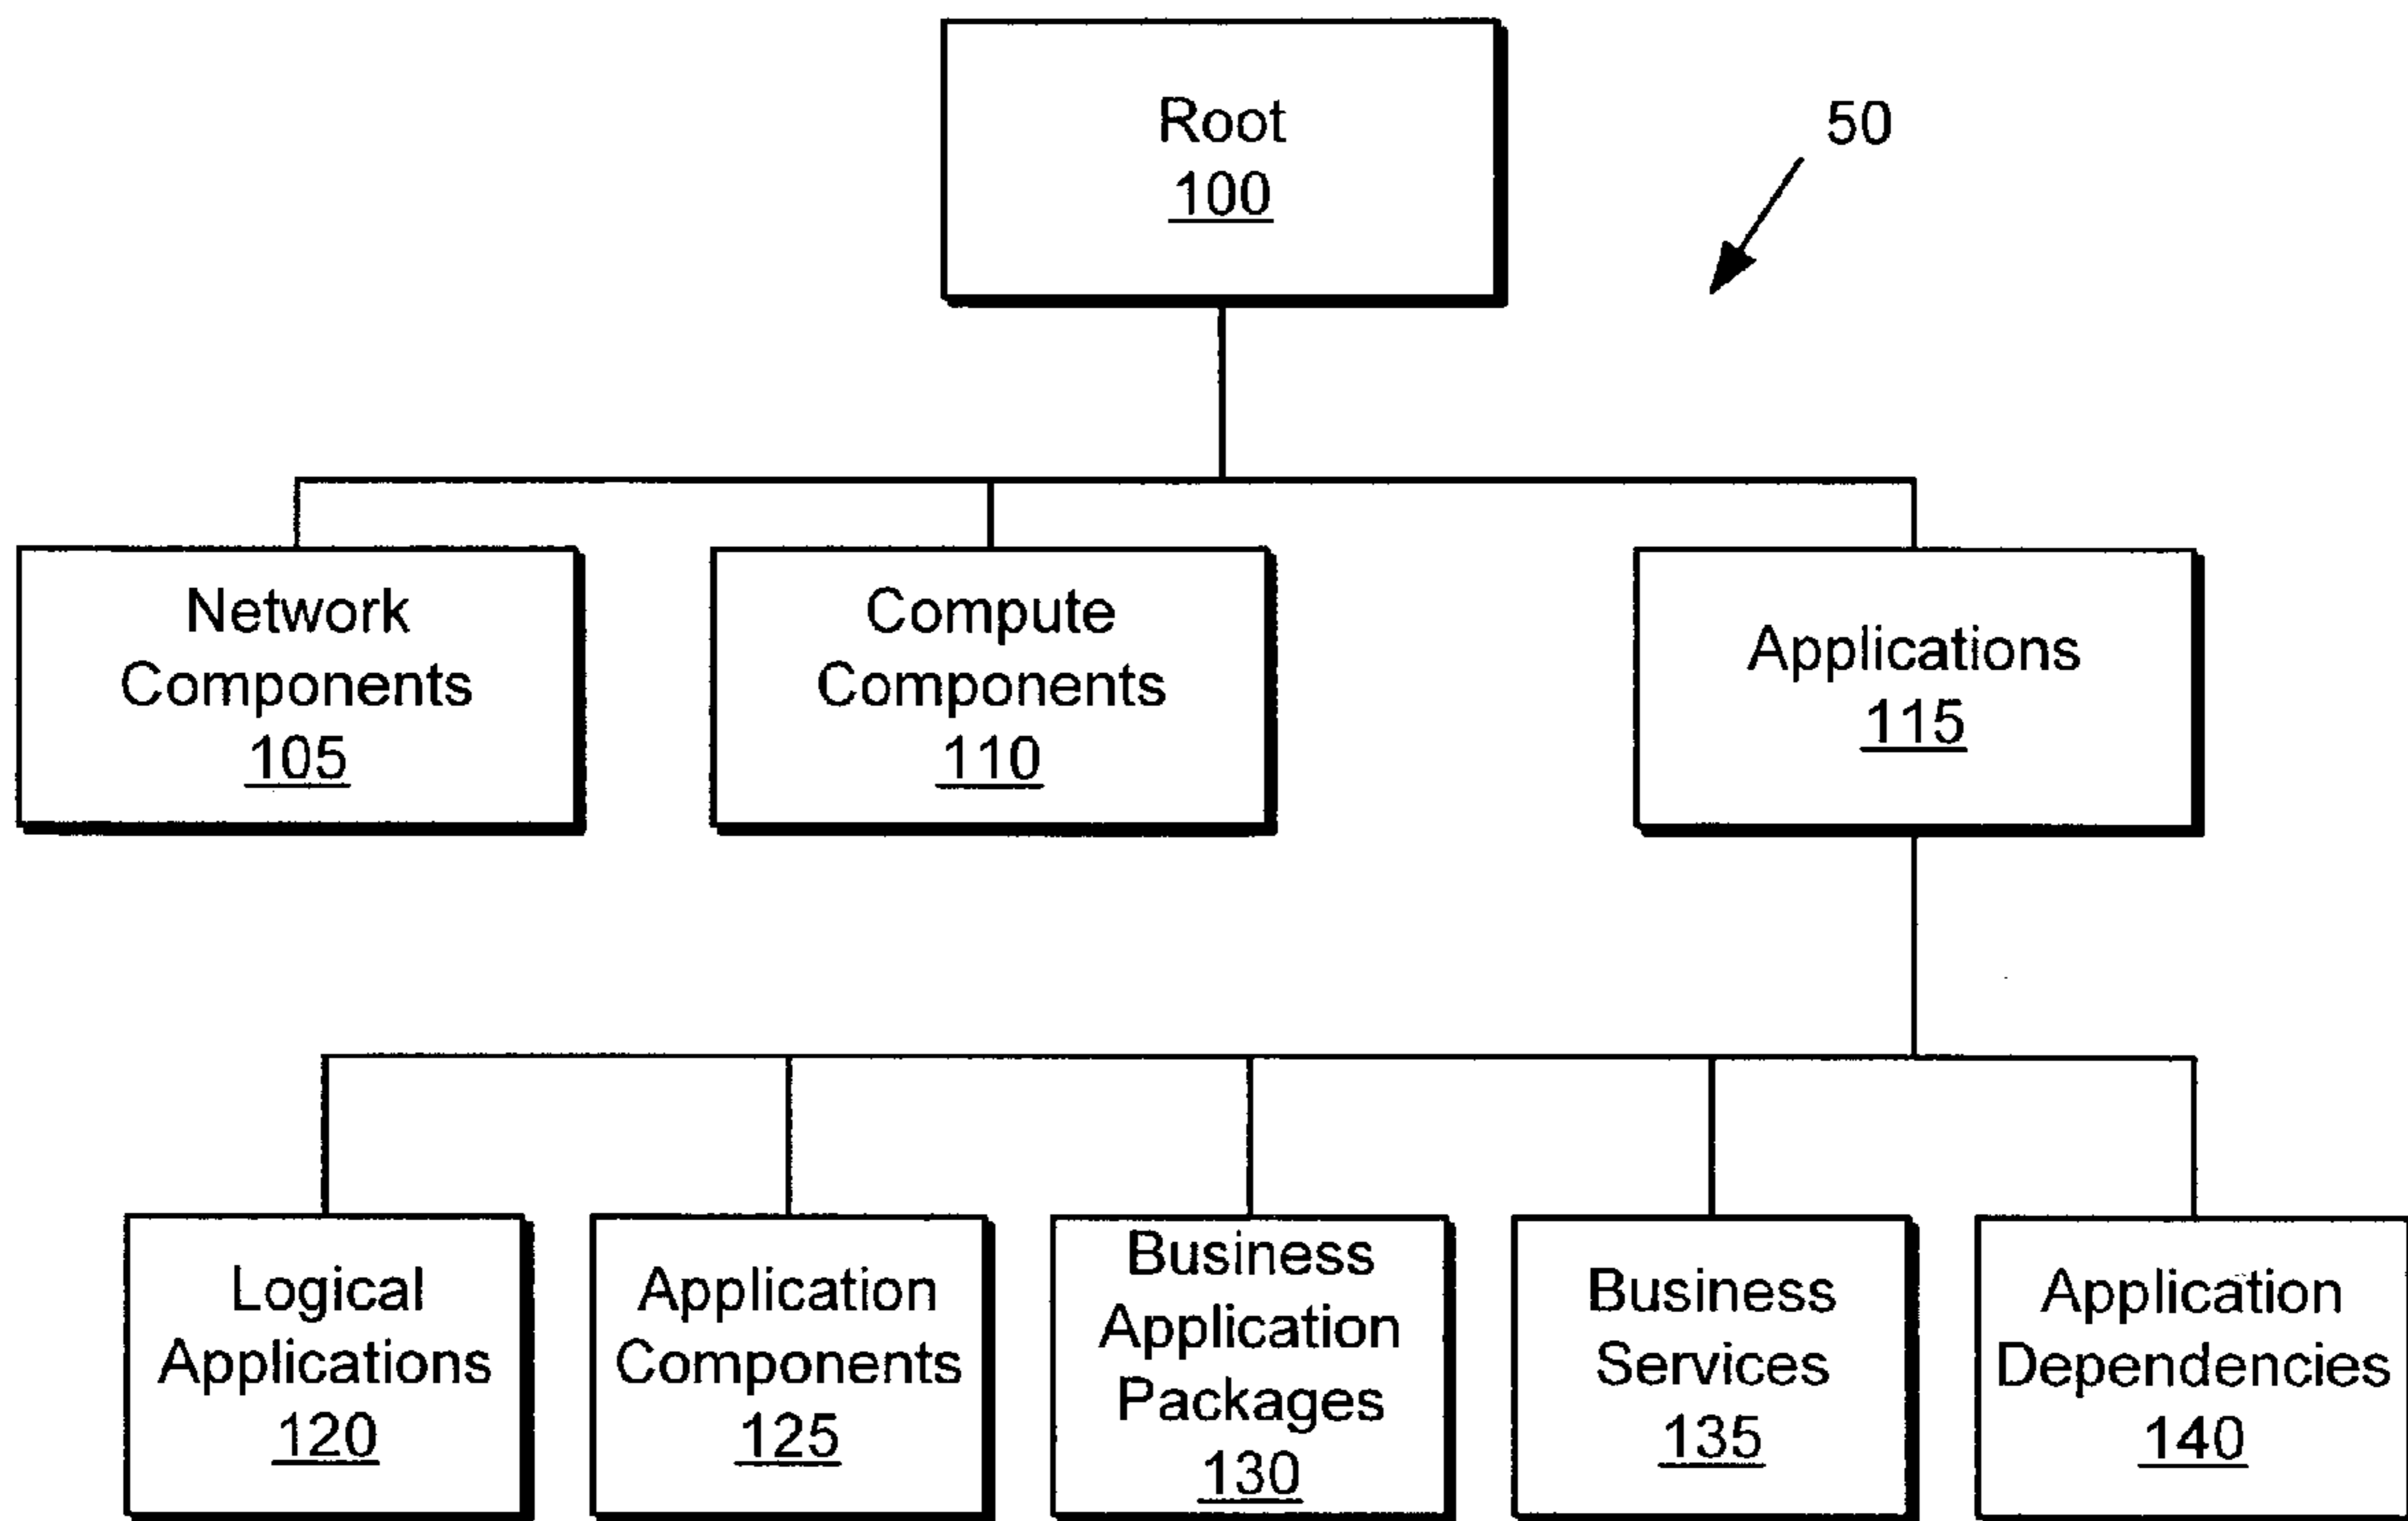 Root
100
50
Network
Components
105
Compute
Components
110
Applications
115
Logical
Applications
120
Application
Components
125
Business
Application
Packages
130
Business
Services
135
Application
Dependencies
140